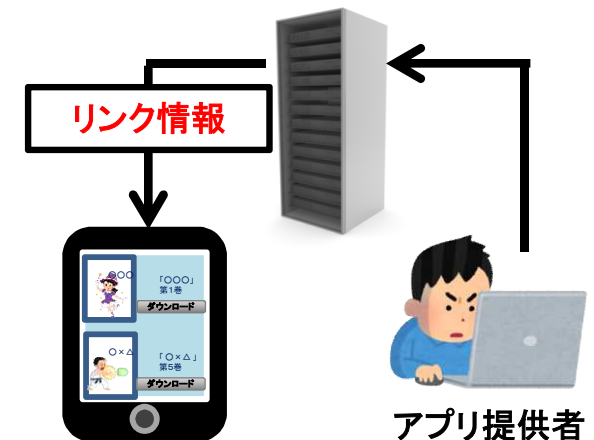 リンク情報
○○○
「○○○」
第1巻
ダウンロード
○×△
「○×△」
第5巻
ダウンロード
アプリ提供者